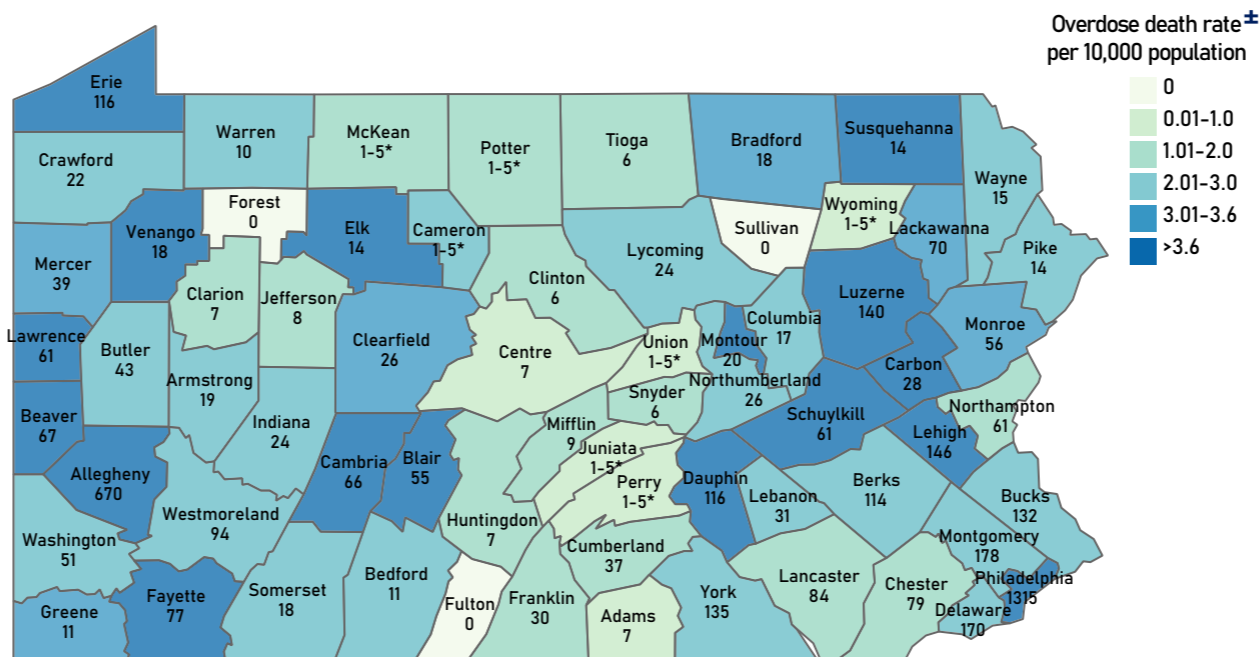 Overdose death rate±
per 10,000 population
0
0.01-1.0
1.01-2.0
2.01-3.0
3.01-3.6
>3.6
Erie
116
Warren
10
McKean
1-5*
Potter
1-5*
Tioga
6
Bradford
18
Susquehanna
14
Wayne
15
Crawford
22
Forest
0
Venango
18
Elk
14
Cameron
1-5*
Lycoming
24
Sullivan
0
Wyoming
1-5*
Lackawanna
70
Pike
14
Mercer
39
Clarion
7
Jefferson
8
Clinton
6
Luzerne
140
Monroe
56
Lawrence
61
Butler
43
Clearfield
26
Centre
7
Union
1-5*
Montour
20
Columbia
17
Carbon
28
Armstrong
19
Snyder
6
Northumberland
26
Northampton
61
Beaver
67
Indiana
24
Mifflin
9
Schuylkill
61
Lehigh
146
Allegheny
670
Cambria
66
Blair
55
Juniata
1-5*
Perry
1-5*
Dauphin
116
Lebanon
31
Berks
114
Bucks
132
Westmoreland
94
Huntingdon
7
Washington
51
Cumberland
37
Montgomery
178
Philadelphia
1315
Greene
11
Fayette
77
Somerset
18
Bedford
11
Fulton
0
Franklin
30
Adams
7
York
135
Lancaster
84
Chester
79
Delaware
170